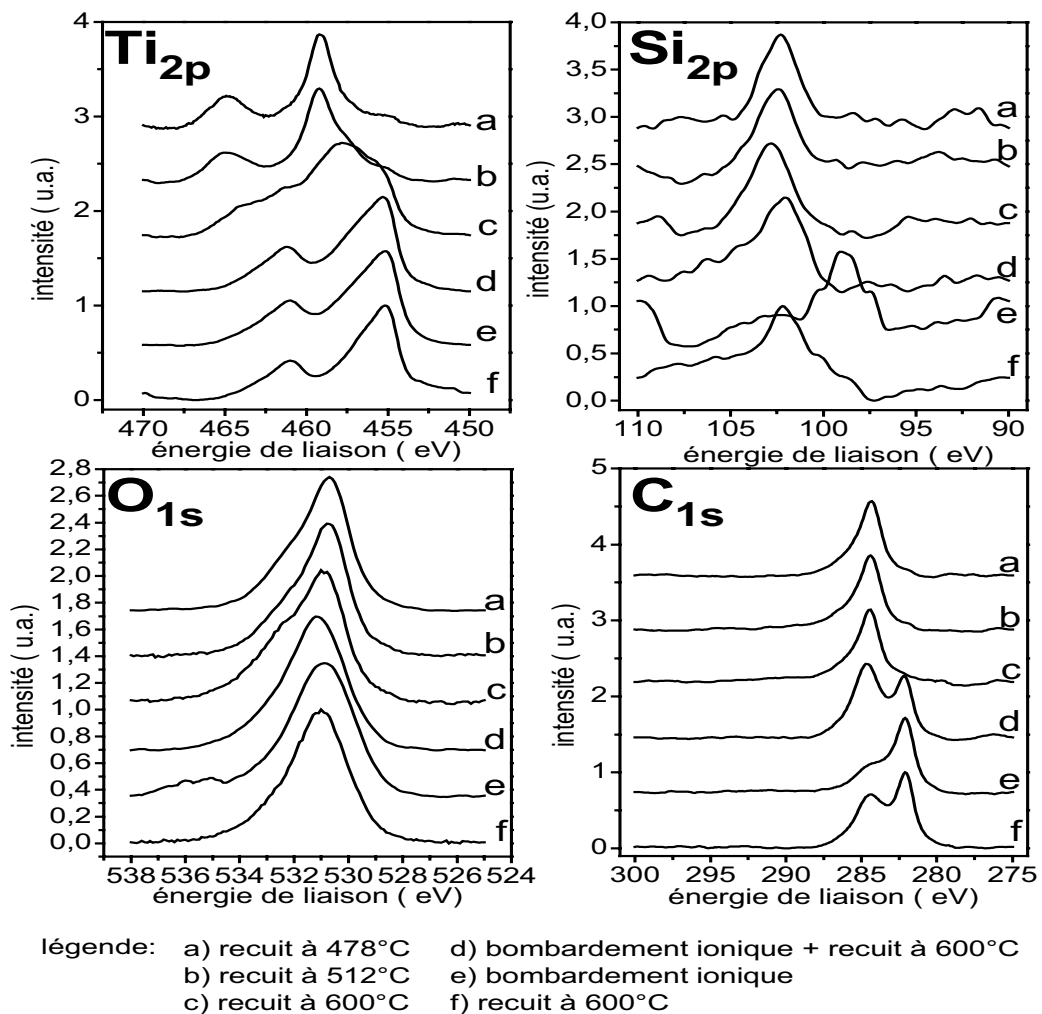 Ti2p
4
3
2
1
0
a
b
c
d
e
f
470 465 460 455 450
intensité ( u.a.)
énergie de liaison ( eV)
Si2p
4,0
3,5
3,0
2,5
2,0
1,5
1,0
0,5
0,0
a
b
c
d
e
f
110 105 100 95 90
intensité (u.a.)
énergie de liaison ( eV)
O1s
2,8
2,6
2,4
2,2
2,0
1,8
1,6
1,4
1,2
1,0
0,8
0,6
0,4
0,2
0,0
a
b
c
d
e
f
538 536 534 532 530 528 526 524
intensité ( u.a.)
énergie de liaison ( eV)
C1s
5
4
3
2
1
0
a
b
c
d
e
f
300 295 290 285 280 275
intensité ( u.a.)
énergie de liaison ( eV)
légende: a) recuit à 478°C d) bombardement ionique + recuit à 600°C
b) recuit à 512°C e) bombardement ionique
c) recuit à 600°C f) recuit à 600°C